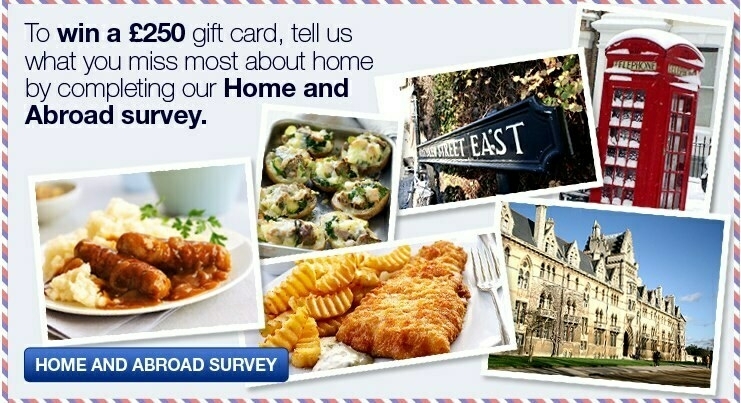 To win a £250 gift card, tell us
what you miss most about home
by completing our Home and
Abroad survey.
TELEPHONE
STREET EAST
HOME AND ABROAD SURVEY